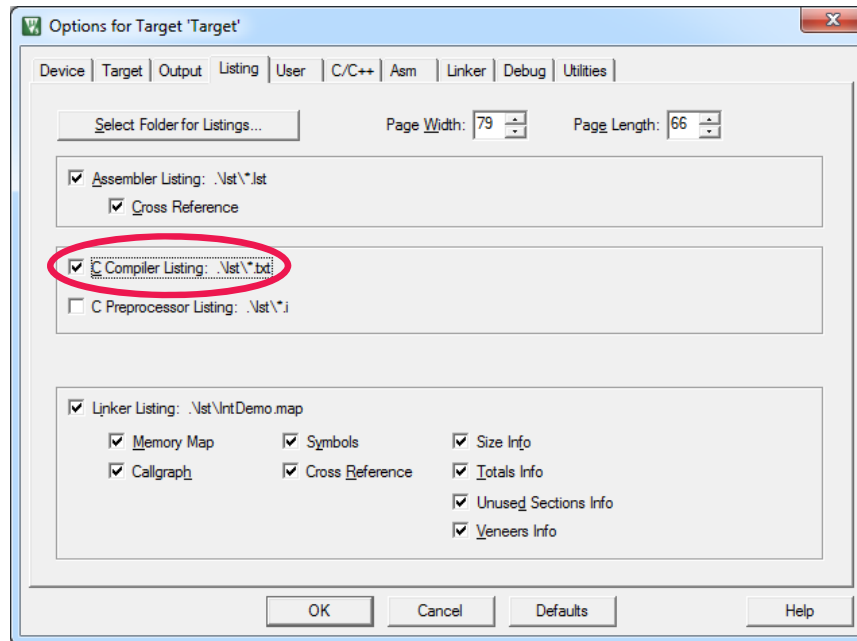 Options for Target 'Target'
Device Target Output Listing User C/C++ Asm Linker Debug Utilities
Select Folder for Listings... Page Width: 79 Page Length: 66
Assembler Listing: .\lst\*.lst
Cross Reference
C Compiler Listing: .\lst\*.txt
C Preprocessor Listing: .\lst\*.i
Linker Listing: .\lst\IntDemo.map
Memory Map Symbols Size Info
Callgraph Cross Reference Totals Info
Unused Sections Info
Veneers Info
OK Cancel Defaults Help